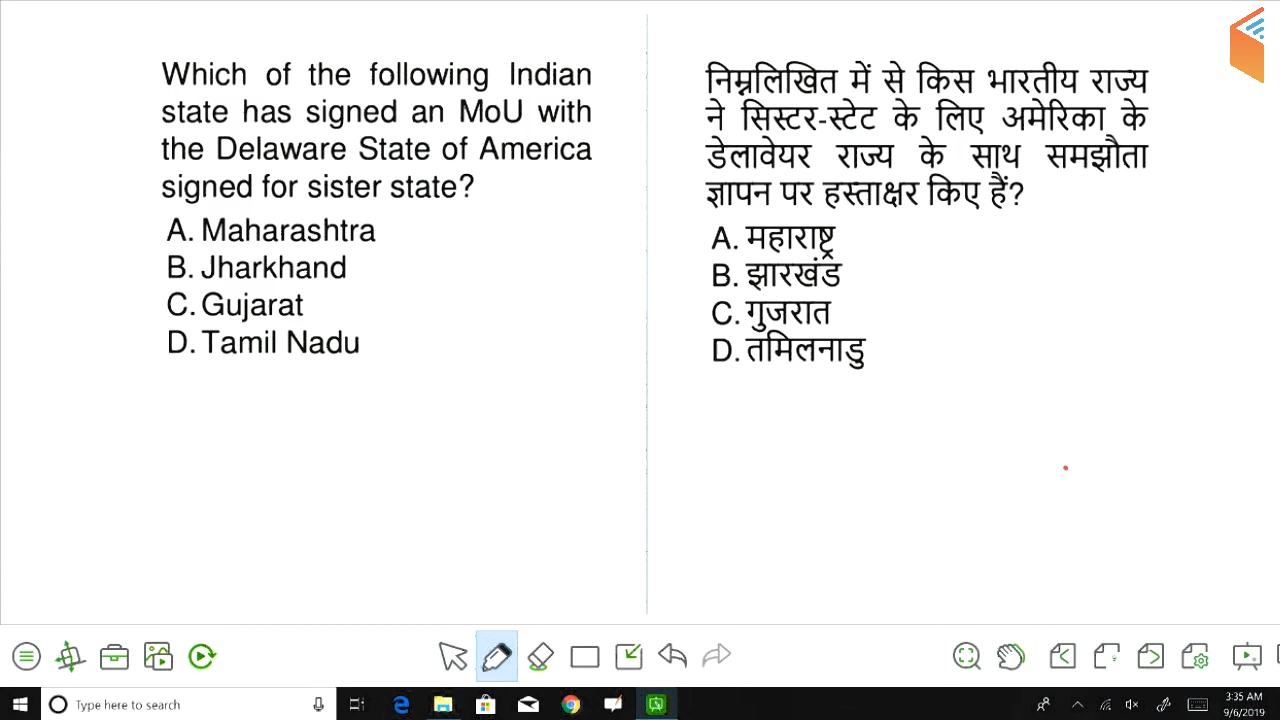 Which of the following Indian
state has signed an MoU with
the Delaware State of America
signed for sister state?
A. Maharashtra
B. Jharkhand
C. Gujarat
D. Tamil Nadu
निम्नलिखित में से किस भारतीय राज्य
ने सिस्टर-स्टेट के लिए अमेरिका के
डेलावेयर राज्य के साथ समझौता
ज्ञापन पर हस्ताक्षर किए हैं?
A. महाराष्ट्र
B. झारखंड
C. गुजरात
D. तमिलनाडु
Type here to search
3:35 AM
9/6/2019